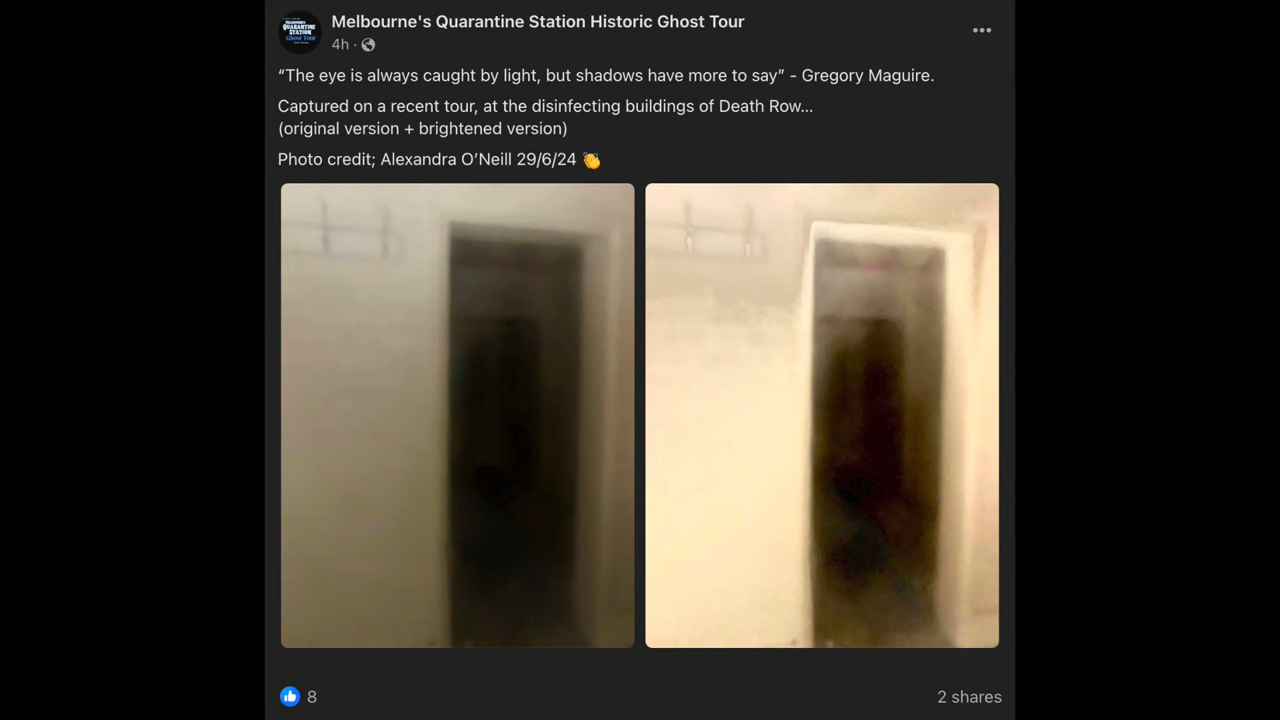 Melbourne's Quarantine Station Historic Ghost Tour
4h ·
“The eye is always caught by light, but shadows have more to say” - Gregory Maguire.
Captured on a recent tour, at the disinfecting buildings of Death Row...
(original version + brightened version)
Photo credit; Alexandra O’Neill 29/6/24 👏
8
2 shares